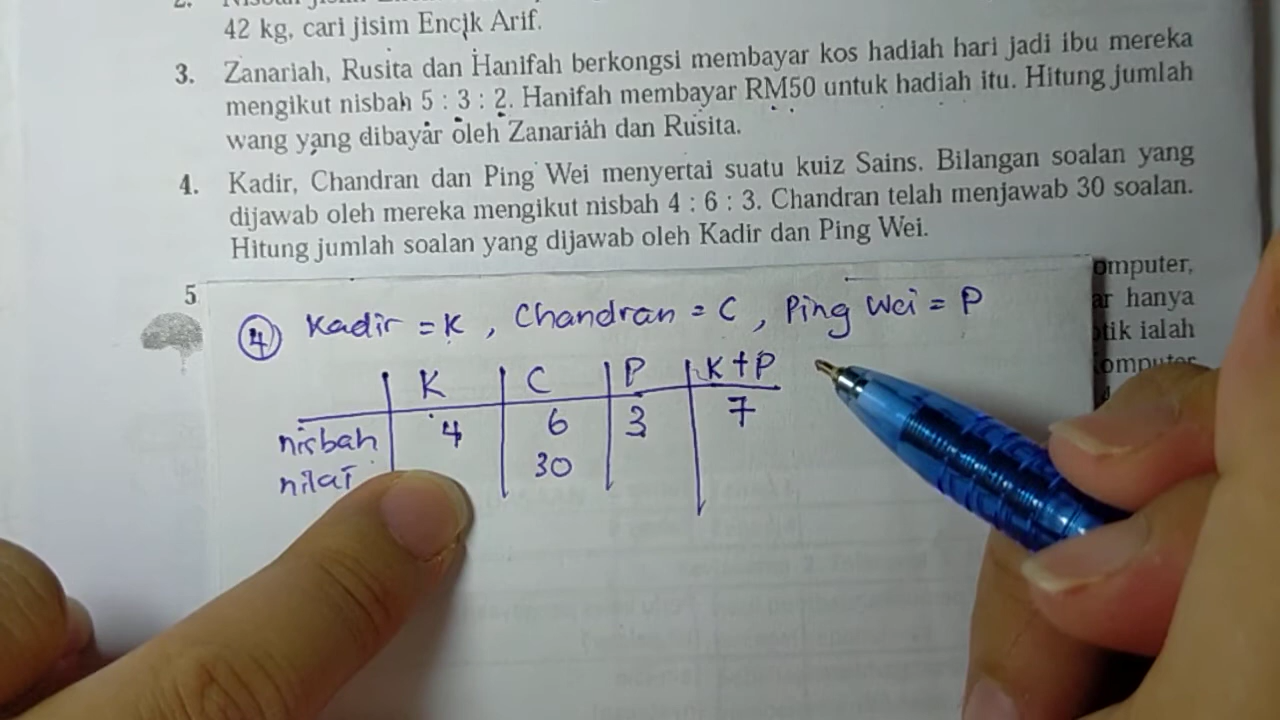 2.
42 kg, cari jisim Encik Arif.
3. Zanariah, Rusita dan Hanifah berkongsi membayar kos hadiah hari jadi ibu mereka
mengikut nisbah 5 : 3 : 2. Hanifah membayar RM50 untuk hadiah itu. Hitung jumlah
wang yang dibayar oleh Zanariah dan Rusita.
4. Kadir, Chandran dan Ping Wei menyertai suatu kuiz Sains. Bilangan soalan yang
dijawab oleh mereka mengikut nisbah 4 : 6 : 3. Chandran telah menjawab 30 soalan.
Hitung jumlah soalan yang dijawab oleh Kadir dan Ping Wei.
5 omputer,
ar hanya
otik ialah
omputer
4 Kadir = K , Chandran = C , Ping Wei = P
K C P K + P
nisbah 4 6 3 7
nilai 30